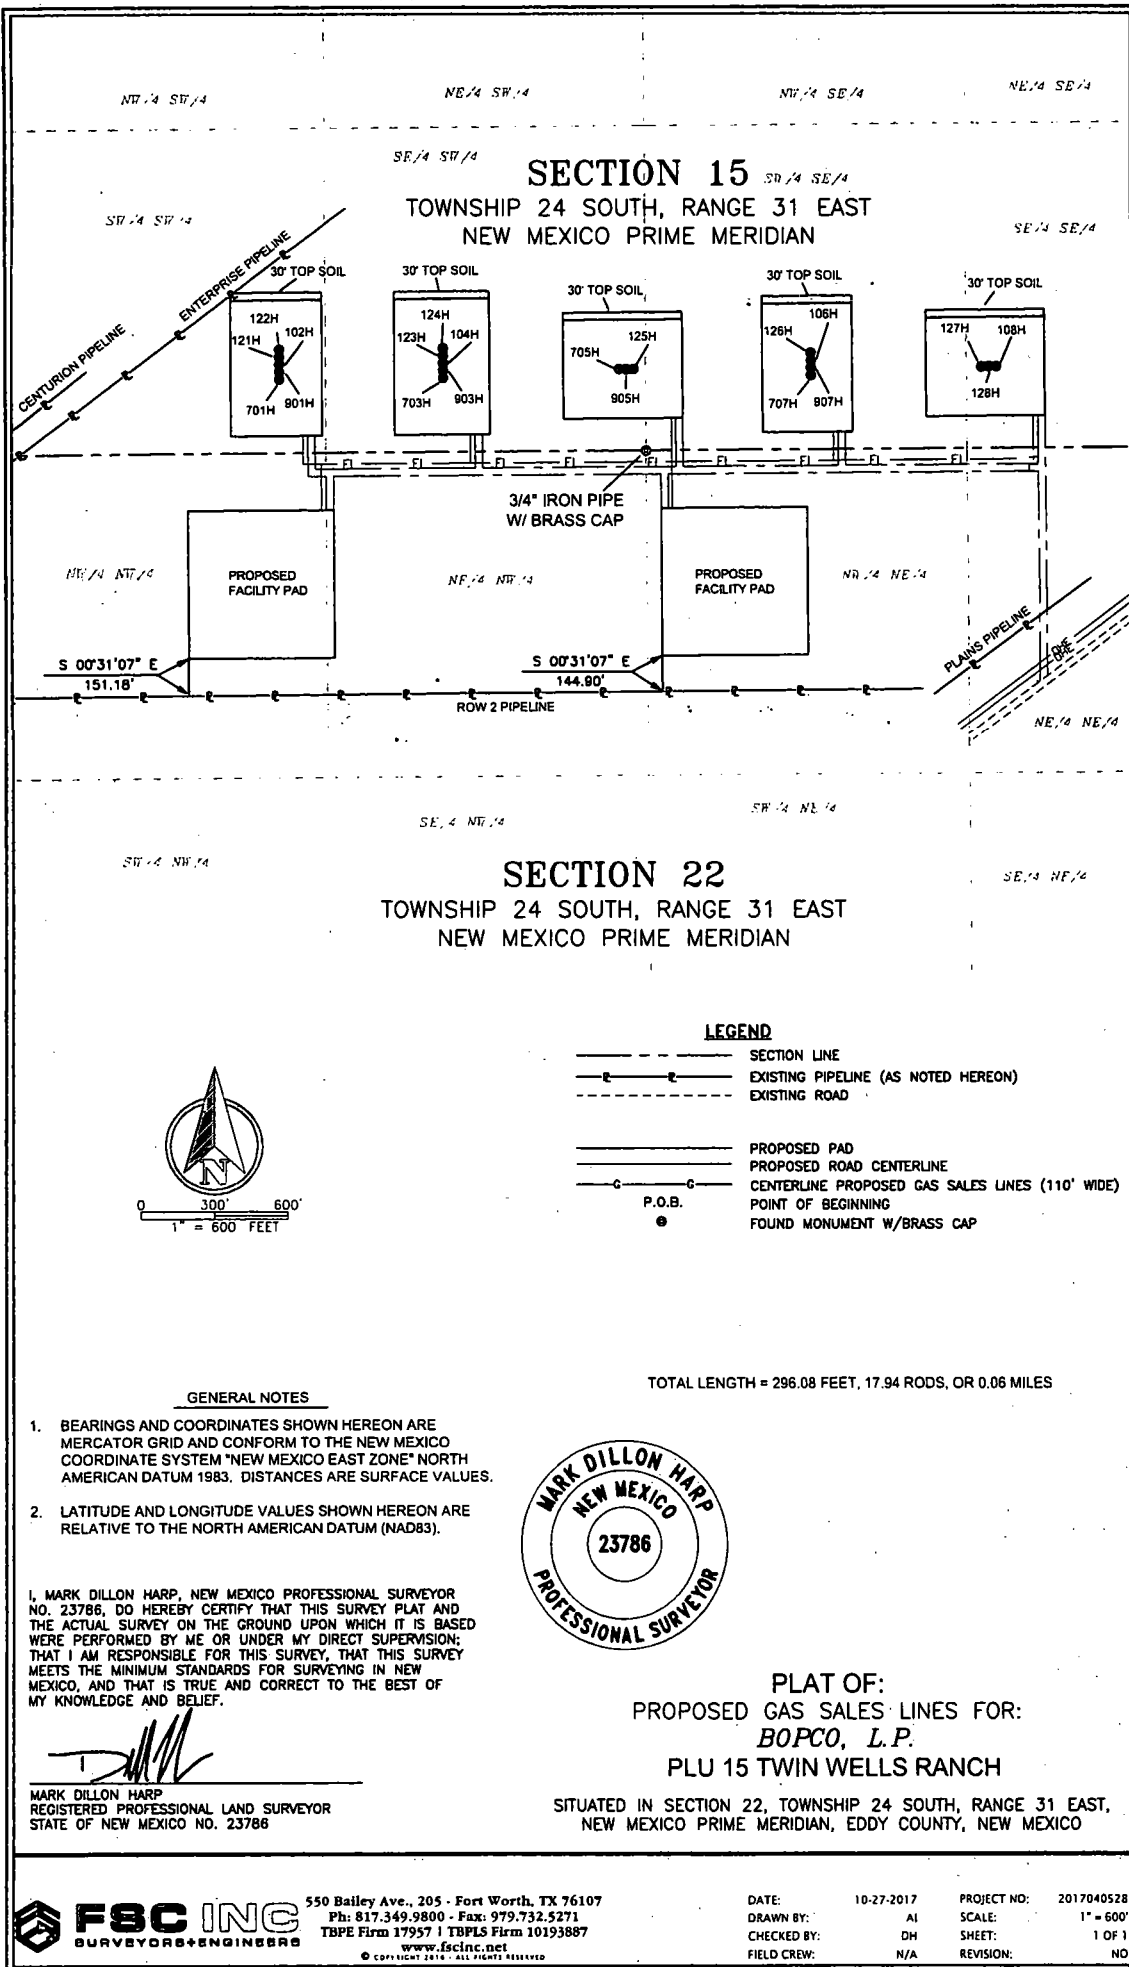 NW/4 SW/4
NE/4 SW/4
NW/4 SE/4
NE/4 SE/4
SE/4 SW/4
SECTION 15
SW/4 SE/4
TOWNSHIP 24 SOUTH, RANGE 31 EAST
NEW MEXICO PRIME MERIDIAN
SW/4 SW/4
SE/4 SE/4
ENTERPRISE PIPELINE
CENTURION PIPELINE
30' TOP SOIL
30' TOP SOIL
30' TOP SOIL
30' TOP SOIL
30' TOP SOIL
122H
102H
121H
701H
901H
124H
123H
104H
703H
903H
705H
125H
905H
106H
126H
707H
907H
127H
108H
128H
FL FL FL FL FL FL FL FL FL
3/4" IRON PIPE
W/ BRASS CAP
NW/4 NW/4
PROPOSED
FACILITY PAD
NE/4 NW/4
PROPOSED
FACILITY PAD
NW/4 NE/4
PLAINS PIPELINE
OHE
OHE
S 00°31'07" E
151.18'
S 00°31'07" E
144.90'
ROW 2 PIPELINE
NE/4 NE/4
SE/4 NW/4
SW/4 NE/4
SW/4 NW/4
SE/4 NE/4
SECTION 22
TOWNSHIP 24 SOUTH, RANGE 31 EAST
NEW MEXICO PRIME MERIDIAN
LEGEND
SECTION LINE
EXISTING PIPELINE (AS NOTED HEREON)
EXISTING ROAD
PROPOSED PAD
PROPOSED ROAD CENTERLINE
G G CENTERLINE PROPOSED GAS SALES LINES (110' WIDE)
P.O.B. POINT OF BEGINNING
FOUND MONUMENT W/BRASS CAP
N
0 300' 600'
1" = 600 FEET
TOTAL LENGTH = 296.08 FEET, 17.94 RODS, OR 0.06 MILES
GENERAL NOTES
1. BEARINGS AND COORDINATES SHOWN HEREON ARE
MERCATOR GRID AND CONFORM TO THE NEW MEXICO
COORDINATE SYSTEM "NEW MEXICO EAST ZONE" NORTH
AMERICAN DATUM 1983. DISTANCES ARE SURFACE VALUES.
2. LATITUDE AND LONGITUDE VALUES SHOWN HEREON ARE
RELATIVE TO THE NORTH AMERICAN DATUM (NAD83).
MARK DILLON HARP
NEW MEXICO
23786
PROFESSIONAL SURVEYOR
I, MARK DILLON HARP, NEW MEXICO PROFESSIONAL SURVEYOR
NO. 23786, DO HEREBY CERTIFY THAT THIS SURVEY PLAT AND
THE ACTUAL SURVEY ON THE GROUND UPON WHICH IT IS BASED
WERE PERFORMED BY ME OR UNDER MY DIRECT SUPERVISION;
THAT I AM RESPONSIBLE FOR THIS SURVEY, THAT THIS SURVEY
MEETS THE MINIMUM STANDARDS FOR SURVEYING IN NEW
MEXICO, AND THAT IS TRUE AND CORRECT TO THE BEST OF
MY KNOWLEDGE AND BELIEF.
MARK DILLON HARP
REGISTERED PROFESSIONAL LAND SURVEYOR
STATE OF NEW MEXICO NO. 23786
PLAT OF:
PROPOSED GAS SALES LINES FOR:
BOPCO, L.P.
PLU 15 TWIN WELLS RANCH
SITUATED IN SECTION 22, TOWNSHIP 24 SOUTH, RANGE 31 EAST,
NEW MEXICO PRIME MERIDIAN, EDDY COUNTY, NEW MEXICO
FSC INC
SURVEYORS+ENGINEERS
550 Bailey Ave., 205 - Fort Worth, TX 76107
Ph: 817.349.9800 - Fax: 979.732.5271
TBPE Firm 17957 | TBPLS Firm 10193887
www.fscinc.net
© COPYRIGHT 2016 - ALL RIGHTS RESERVED
DATE: 10-27-2017 PROJECT NO: 2017040528
DRAWN BY: AI SCALE: 1" = 600'
CHECKED BY: DH SHEET: 1 OF 1
FIELD CREW: N/A REVISION: NO